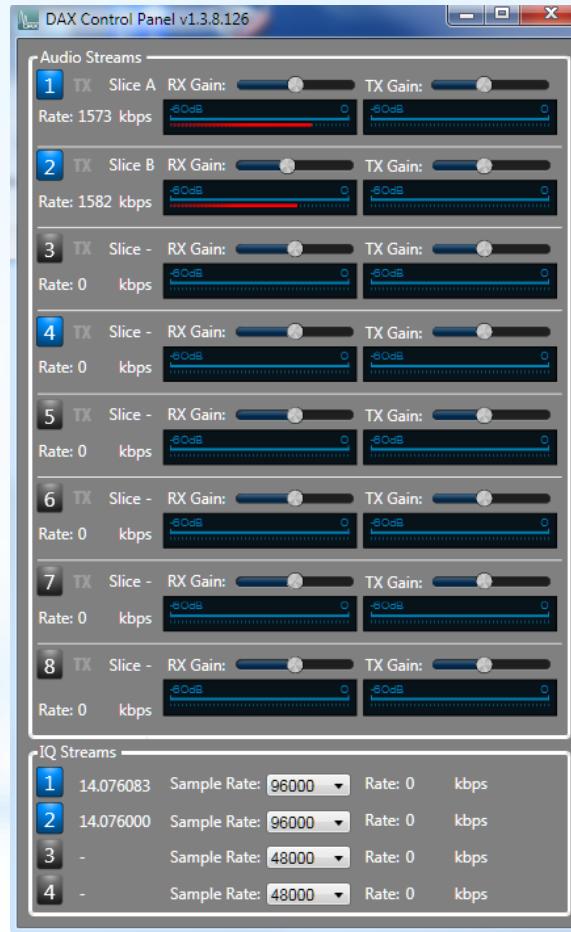 DAX Control Panel v1.3.8.126
Audio Streams
1 TX Slice A RX Gain: TX Gain:
Rate: 1573 kbps -60dB 0 -60dB 0
2 TX Slice B RX Gain: TX Gain:
Rate: 1582 kbps -60dB 0 -60dB 0
3 TX Slice - RX Gain: TX Gain:
Rate: 0 kbps -60dB 0 -60dB 0
4 TX Slice - RX Gain: TX Gain:
Rate: 0 kbps -60dB 0 -60dB 0
5 TX Slice - RX Gain: TX Gain:
Rate: 0 kbps -60dB 0 -60dB 0
6 TX Slice - RX Gain: TX Gain:
Rate: 0 kbps -60dB 0 -60dB 0
7 TX Slice - RX Gain: TX Gain:
Rate: 0 kbps -60dB 0 -60dB 0
8 TX Slice - RX Gain: TX Gain:
Rate: 0 kbps -60dB 0 -60dB 0
IQ Streams
1 14.076083 Sample Rate: 96000 Rate: 0 kbps
2 14.076000 Sample Rate: 96000 Rate: 0 kbps
3 - Sample Rate: 48000 Rate: 0 kbps
4 - Sample Rate: 48000 Rate: 0 kbps